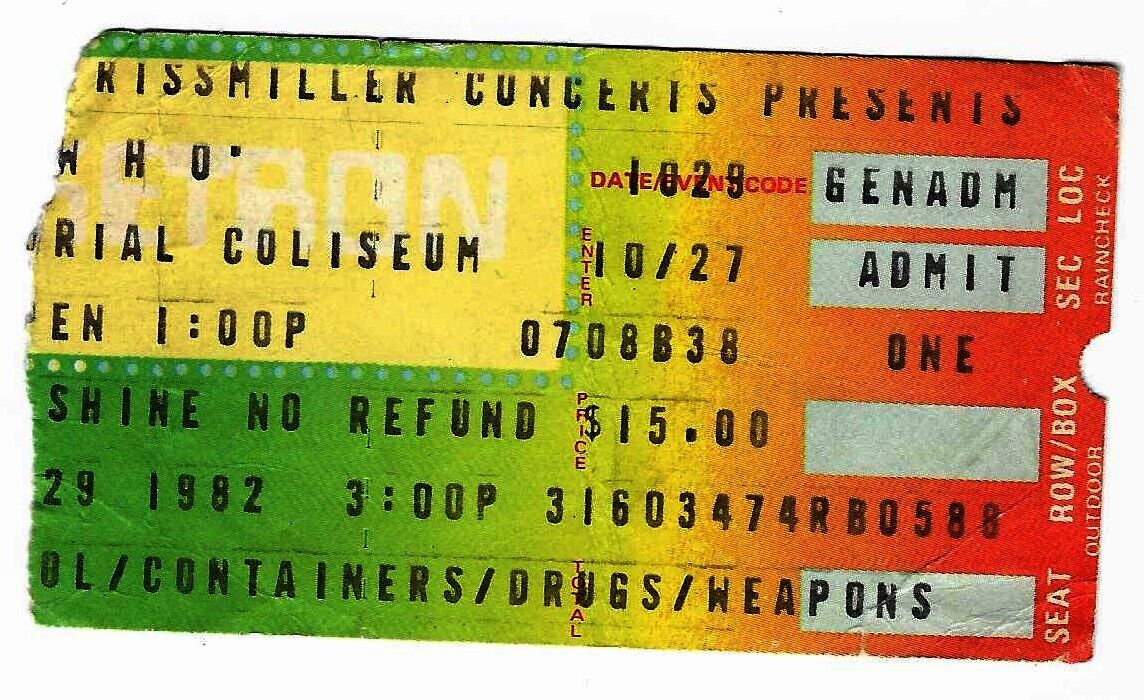 KISSMILLER CONCERTS PRESENTS
WHO' 1029 GENADM
DATE/EVENT CODE
SETRON
RIAL COLISEUM 10/27 ADMIT
ENTER
EN 1:00P 0708B38 ONE
SHINE NO REFUND $15.00
PRICE
29 1982 3:00P 31603474RB0588
OL/CONTAINERS/DRUGS/WEAPONS
TOTAL
SEC LOC
RAINCHECK
ROW/BOX
OUTDOOR
SEAT